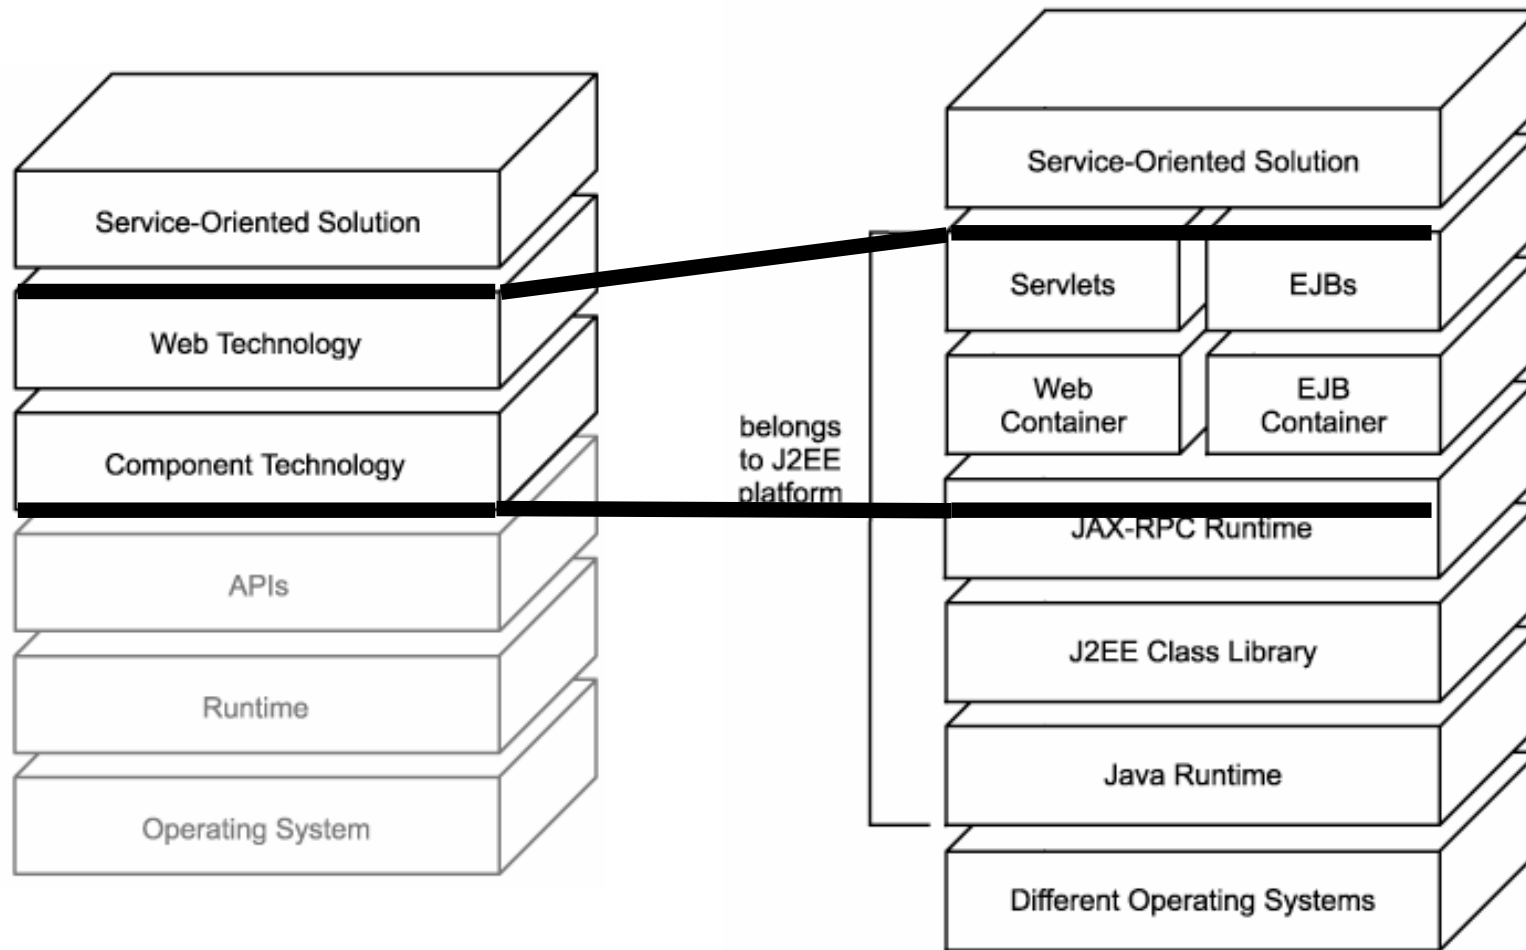 Service-Oriented Solution
Web Technology
Component Technology
APIs
Runtime
Operating System
belongs
to J2EE
platform
Service-Oriented Solution
Servlets
EJBs
Web
Container
EJB
Container
JAX-RPC Runtime
J2EE Class Library
Java Runtime
Different Operating Systems